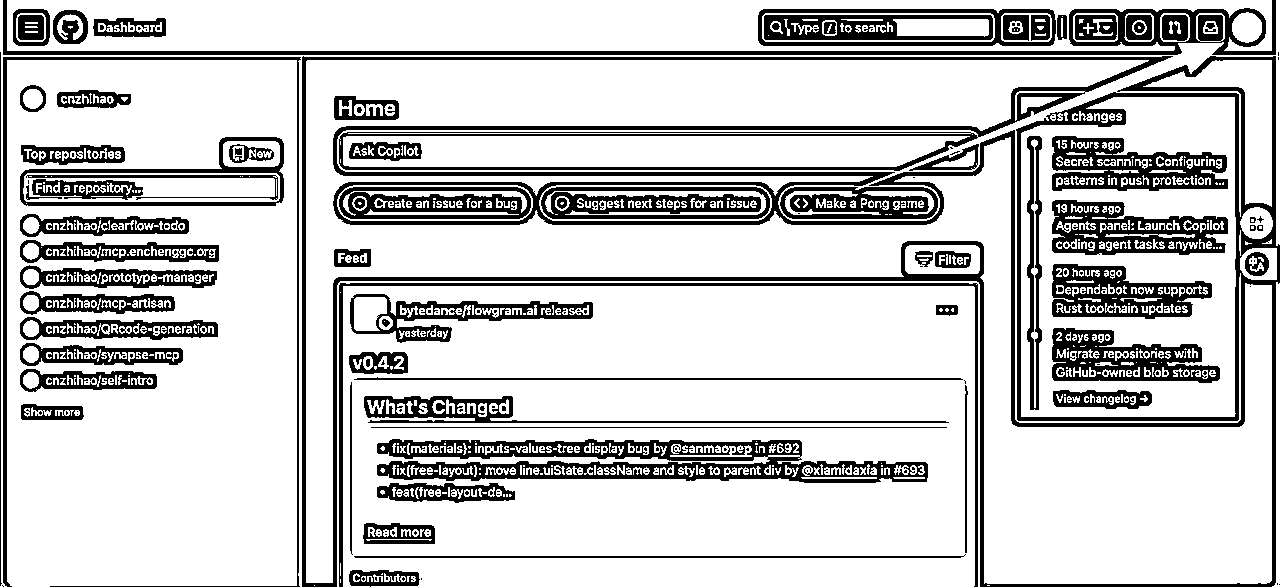 Dashboard
Type / to search
cnzhihao
Top repositories
New
Find a repository...
cnzhihao/clearflow-todo
cnzhihao/mcp.enchenggc.org
cnzhihao/prototype-manager
cnzhihao/mcp-artisan
cnzhihao/QRcode-generation
cnzhihao/synapse-mcp
cnzhihao/self-intro
Show more
Home
Ask Copilot
Create an issue for a bug
Suggest next steps for an issue
Make a Pong game
Feed
Filter
bytedance/flowgram.ai released
yesterday
v0.4.2
What's Changed
fix(materials): inputs-values-tree display bug by @sanmaopep in #692
fix(free-layout): move line.uiState.className and style to parent div by @xiamidaxia in #693
feat(free-layout-de...
Read more
Contributors
changes
15 hours ago
Secret scanning: Configuring
patterns in push protection ...
19 hours ago
Agents panel: Launch Copilot
coding agent tasks anywhe...
20 hours ago
Dependabot now supports
Rust toolchain updates
2 days ago
Migrate repositories with
GitHub-owned blob storage
View changelog →